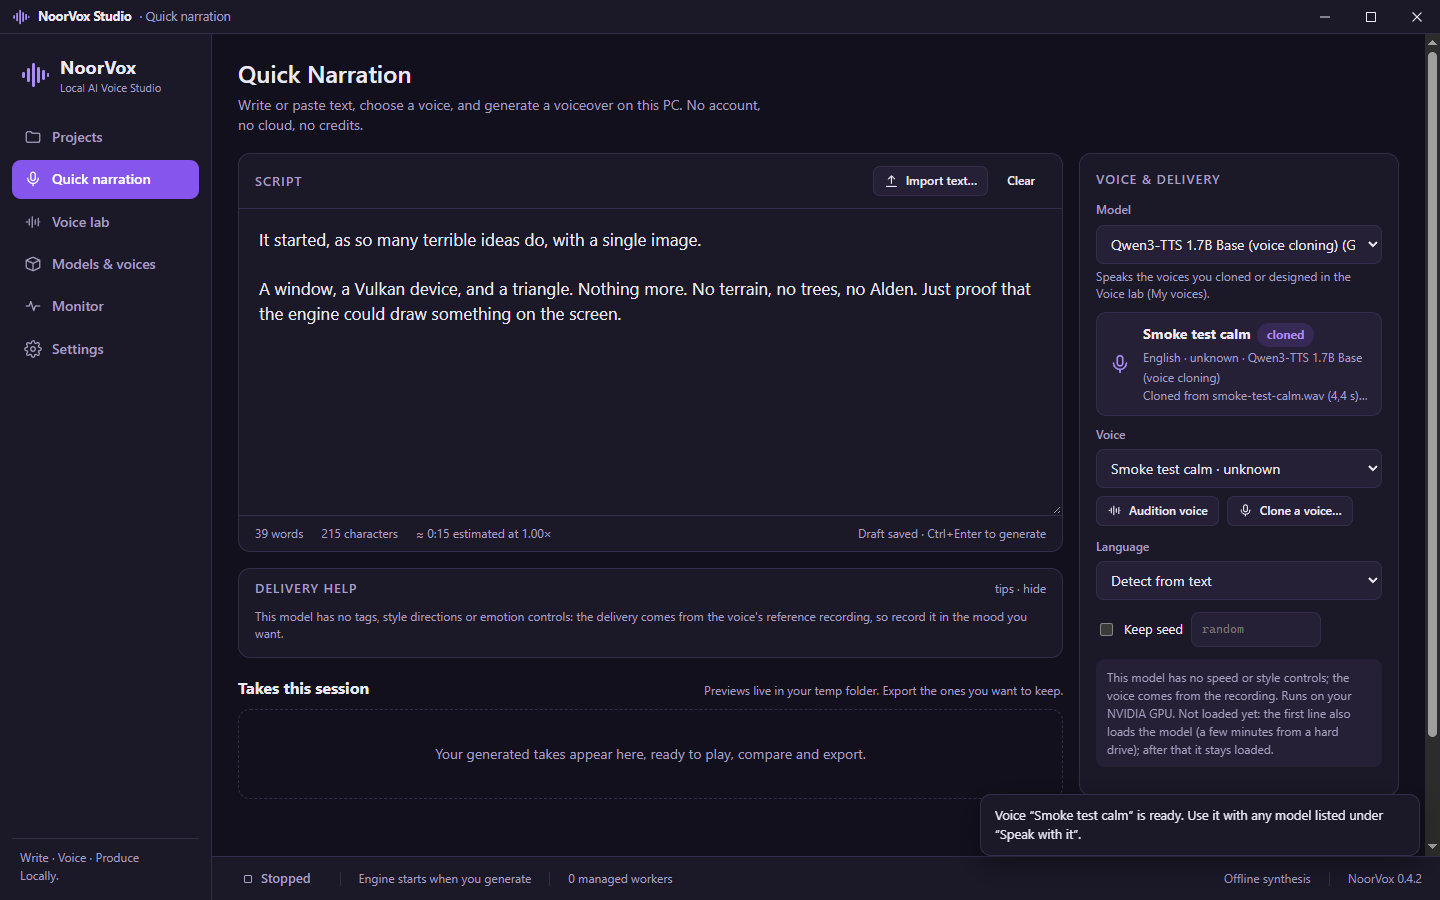 NoorVox Studio · Quick narration
NoorVox
Local AI Voice Studio
Projects
Quick narration
Voice lab
Models & voices
Monitor
Settings
Write · Voice · Produce
Locally.
Quick Narration
Write or paste text, choose a voice, and generate a voiceover on this PC. No account,
no cloud, no credits.
SCRIPT
Import text...
Clear
It started, as so many terrible ideas do, with a single image.
A window, a Vulkan device, and a triangle. Nothing more. No terrain, no trees, no Alden. Just proof that
the engine could draw something on the screen.
39 words
215 characters
≈ 0:15 estimated at 1.00×
Draft saved · Ctrl+Enter to generate
DELIVERY HELP
tips · hide
This model has no tags, style directions or emotion controls: the delivery comes from the voice's reference recording, so record it in the mood you
want.
Takes this session
Previews live in your temp folder. Export the ones you want to keep.
Your generated takes appear here, ready to play, compare and export.
VOICE & DELIVERY
Model
Qwen3-TTS 1.7B Base (voice cloning) (G
Speaks the voices you cloned or designed in the
Voice lab (My voices).
Smoke test calm cloned
English · unknown · Qwen3-TTS 1.7B Base
(voice cloning)
Cloned from smoke-test-calm.wav (4,4 s)...
Voice
Smoke test calm · unknown
Audition voice
Clone a voice...
Language
Detect from text
Keep seed
random
This model has no speed or style controls; the
voice comes from the recording. Runs on your
NVIDIA GPU. Not loaded yet: the first line also
loads the model (a few minutes from a hard
drive); after that it stays loaded.
Voice “Smoke test calm” is ready. Use it with any model listed under
“Speak with it”.
Stopped
Engine starts when you generate
0 managed workers
Offline synthesis
NoorVox 0.4.2